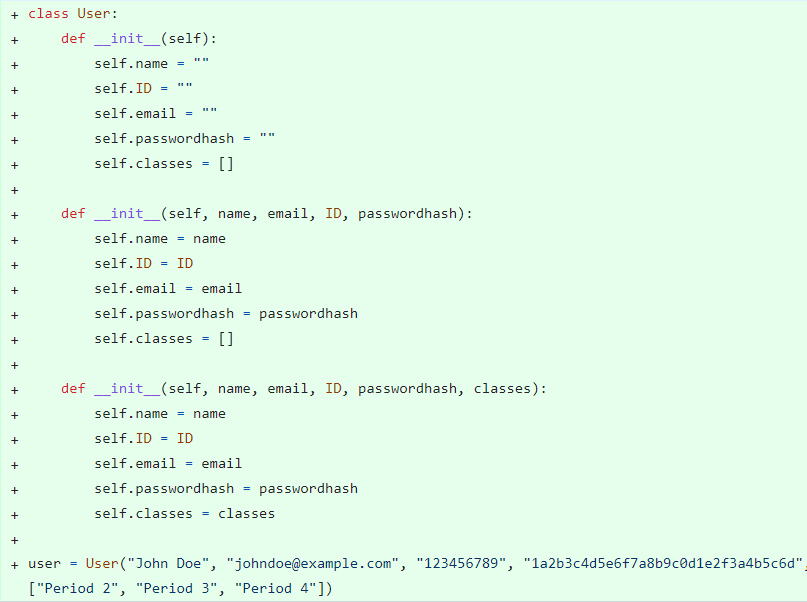 + class User:
+     def __init__(self):
+         self.name = ""
+         self.ID = ""
+         self.email = ""
+         self.passwordhash = ""
+         self.classes = []
+
+     def __init__(self, name, email, ID, passwordhash):
+         self.name = name
+         self.ID = ID
+         self.email = email
+         self.passwordhash = passwordhash
+         self.classes = []
+
+     def __init__(self, name, email, ID, passwordhash, classes):
+         self.name = name
+         self.ID = ID
+         self.email = email
+         self.passwordhash = passwordhash
+         self.classes = classes
+
+ user = User("John Doe", "johndoe@example.com", "123456789", "1a2b3c4d5e6f7a8b9c0d1e2f3a4b5c6d",
["Period 2", "Period 3", "Period 4"])